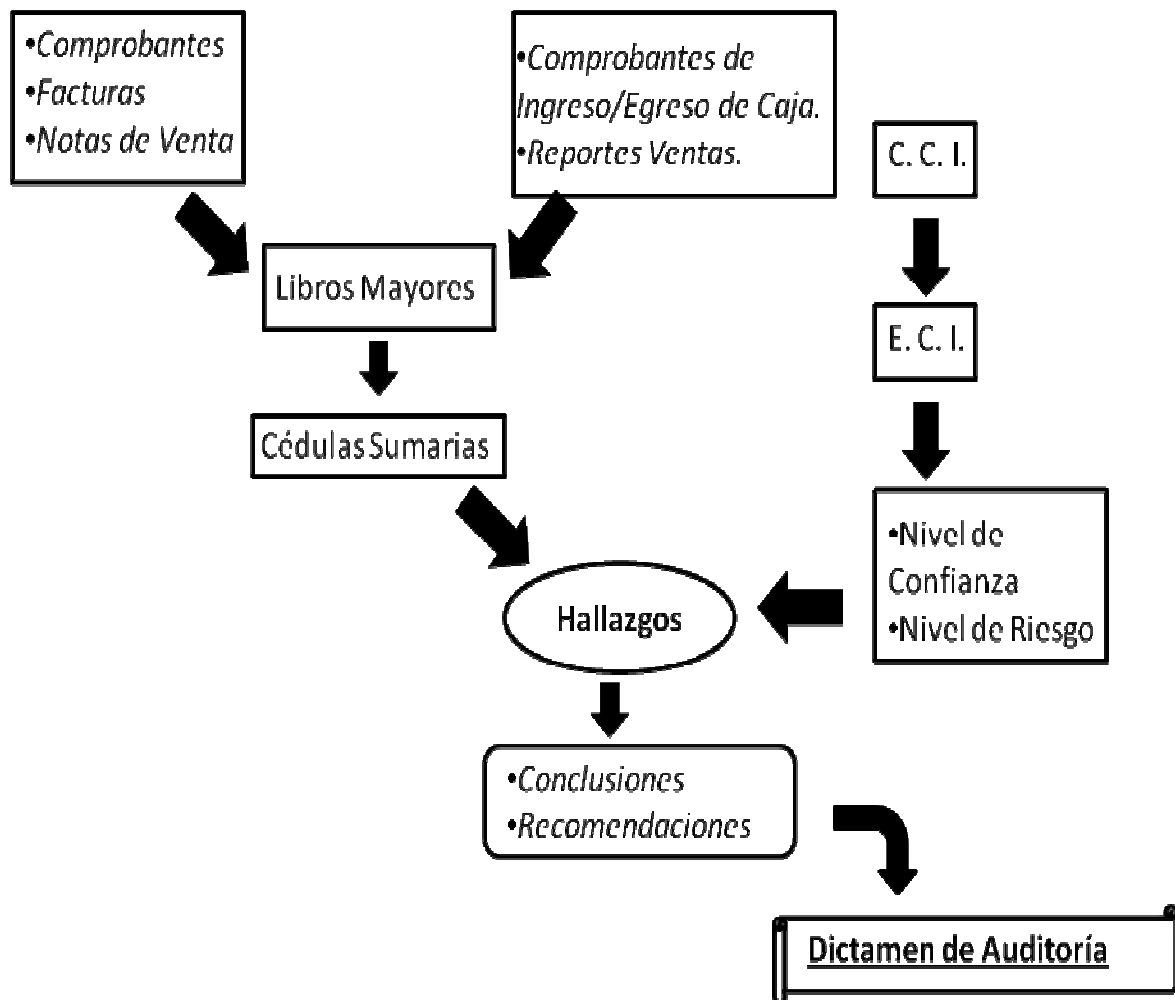 •Comprobantes
•Facturas
•Notas de Venta
•Comprobantes de
Ingreso/Egreso de Caja.
•Reportes Ventas.
C. C. I.
Libros Mayores
E. C. I.
Cédulas Sumarias
•Nivel de
Confianza
•Nivel de Riesgo
Hallazgos
•Conclusiones
•Recomendaciones
Dictamen de Auditoría